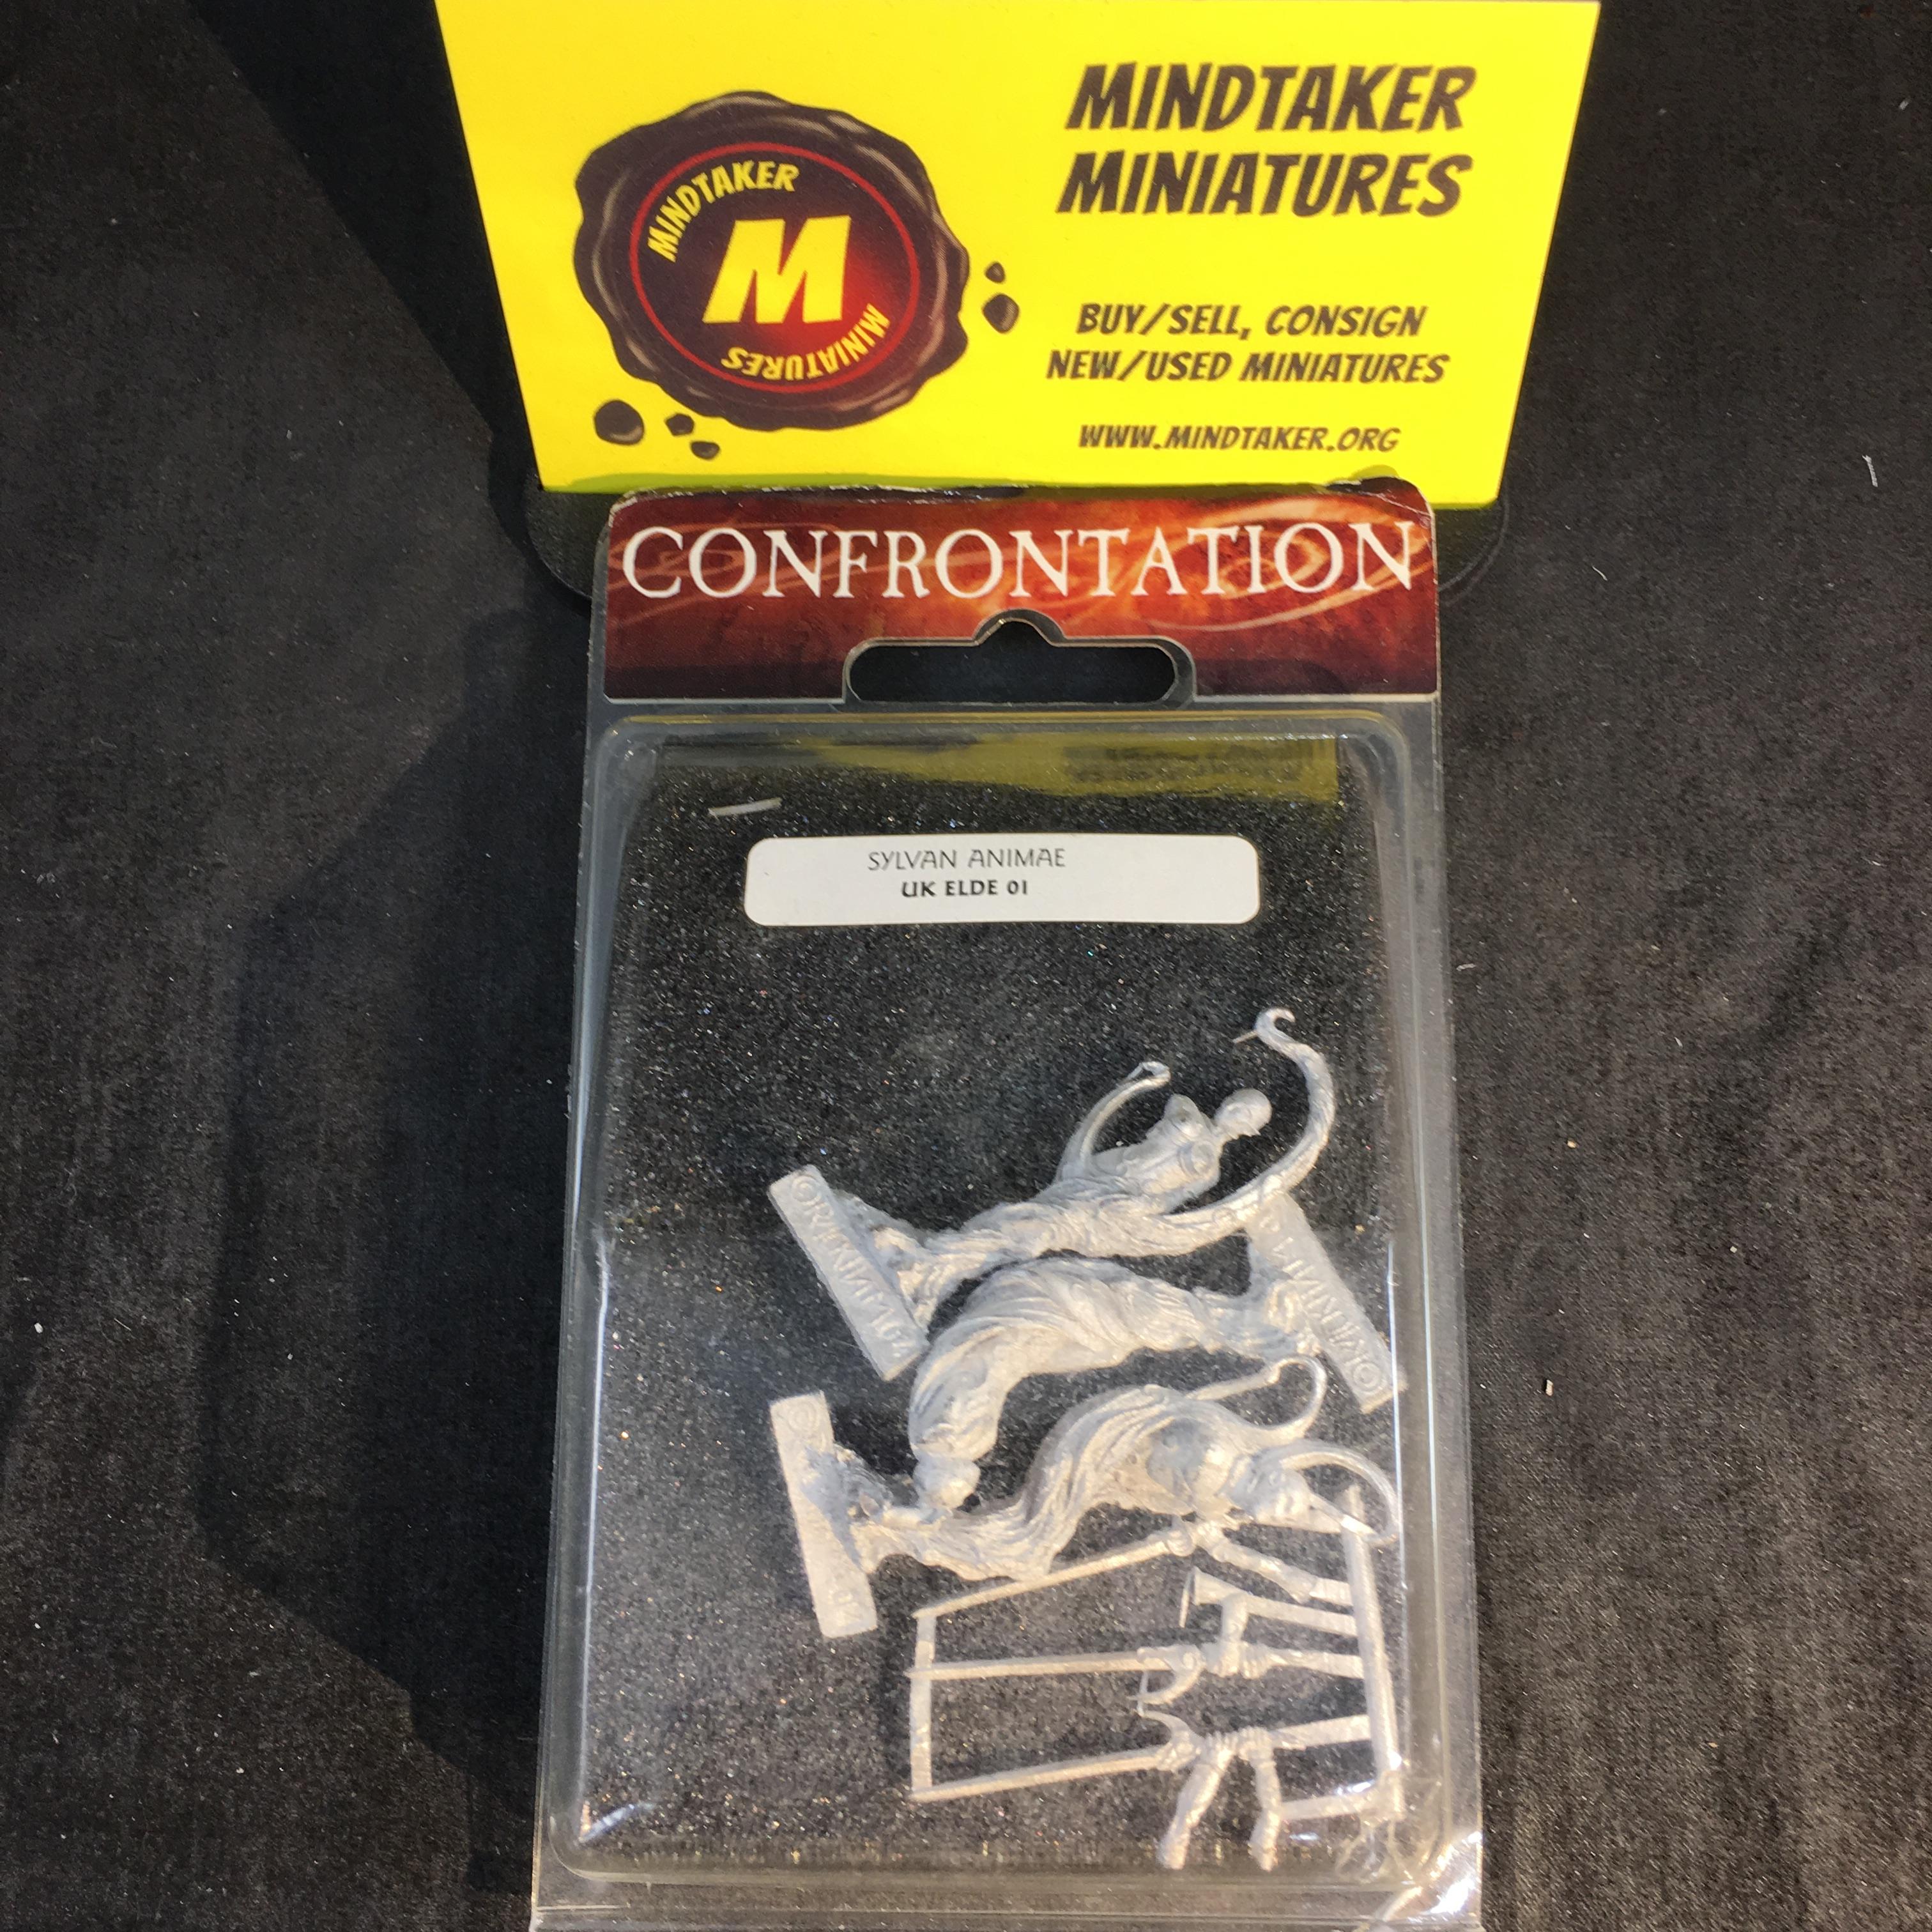 MINDTAKER
MINIATURES
MINDTAKER
M
MINIATURES
BUY/SELL, CONSIGN
NEW/USED MINIATURES
WWW.MINDTAKER.ORG
CONFRONTATION
SYLVAN ANIMAE
UK ELDE 01